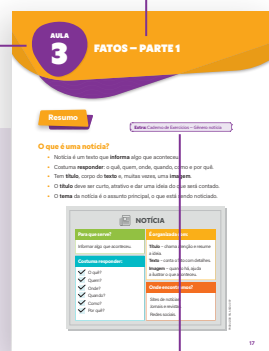 AULA
3
FATOS – PARTE 1
Resumo
Extra: Caderno de Exercícios – Gênero notícia
O que é uma notícia?
• Notícia é um texto que informa algo que aconteceu.
• Costuma responder: o quê, quem, onde, quando, como e por quê.
• Tem título, corpo do texto e, muitas vezes, uma imagem.
• O título deve ser curto, atrativo e dar uma ideia do que será contado.
• O tema da notícia é o assunto principal, o que está sendo noticiado.
NOTÍCIA
Para que serve?
Informar algo que aconteceu.
Costuma responder:
O quê?
Quem?
Onde?
Quando?
Como?
Por quê?
Título – chama atenção e resume
a ideia.
Texto – conta o fato com detalhes.
Imagem – quando há, ajuda
a ilustrar o que aconteceu.
Onde encontramos?
Sites de notícias,
jornais e revistas.
Redes sociais.
17